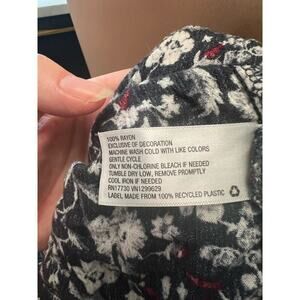 100% RAYON
EXCLUSIVE OF DECORATION
MACHINE WASH COLD WITH LIKE COLORS
GENTLE CYCLE
ONLY NON-CHLORINE BLEACH IF NEEDED
TUMBLE DRY LOW, REMOVE PROMPTLY
COOL IRON IF NEEDED
RN17730 VN1299629
LABEL MADE FROM 100% RECYCLED PLASTIC